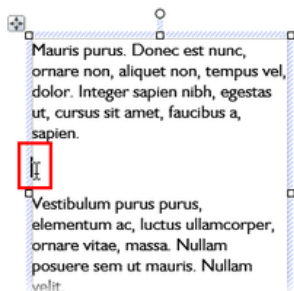 Mauris purus. Donec est nunc,
ornare non, aliquet non, tempus vel,
dolor. Integer sapien nibh, egestas
ut, cursus sit amet, faucibus a,
sapien.
Vestibulum purus purus,
elementum ac, luctus ullamcorper,
ornare vitae, massa. Nullam
posuere sem ut mauris. Nullam
velit